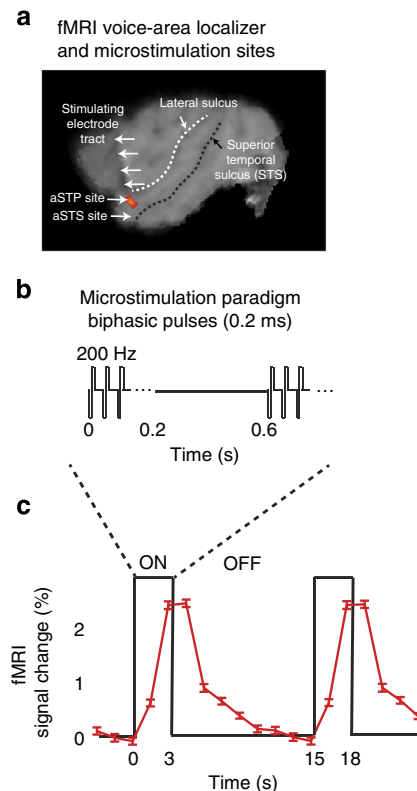 a
fMRI voice-area localizer
and microstimulation sites
Stimulating
electrode
tract
Lateral sulcus
Superior
temporal
sulcus (STS)
aSTP site
aSTS site
b
Microstimulation paradigm
biphasic pulses (0.2 ms)
200 Hz
0 0.2 0.6
Time (s)
c
ON OFF
fMRI
signal change (%)
2
1
0
0 3 15 18
Time (s)